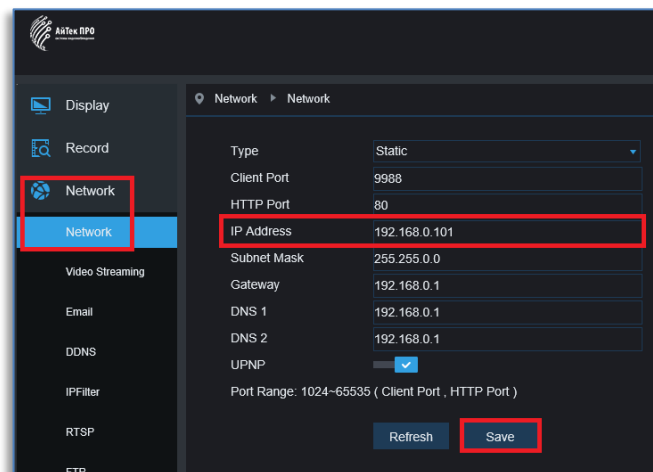 АйТек ПРО
Display
Record
Network
Network
Video Streaming
Email
DDNS
IPFilter
RTSP
FTP
Network Network
Type Static
Client Port 9988
HTTP Port 80
IP Address 192.168.0.101
Subnet Mask 255.255.0.0
Gateway 192.168.0.1
DNS 1 192.168.0.1
DNS 2 192.168.0.1
UPNP
Port Range: 1024~65535 ( Client Port , HTTP Port )
Refresh Save